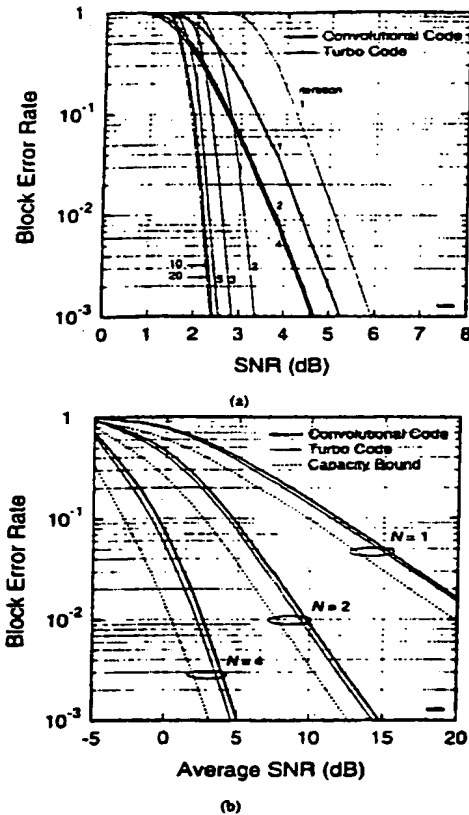 Block Error Rate
1
10-1
10-2
10-3
Convolutional Code
Turbo Code
1
1
2
4
10
20
5
3
2
0 1 2 3 4 5 6 7 8
SNR (dB)
(a)
Block Error Rate
1
10-1
10-2
10-3
Convolutional Code
Turbo Code
Capacity Bound
N = 1
N = 2
N = 4
-5 0 5 10 15 20
Average SNR (dB)
(b)